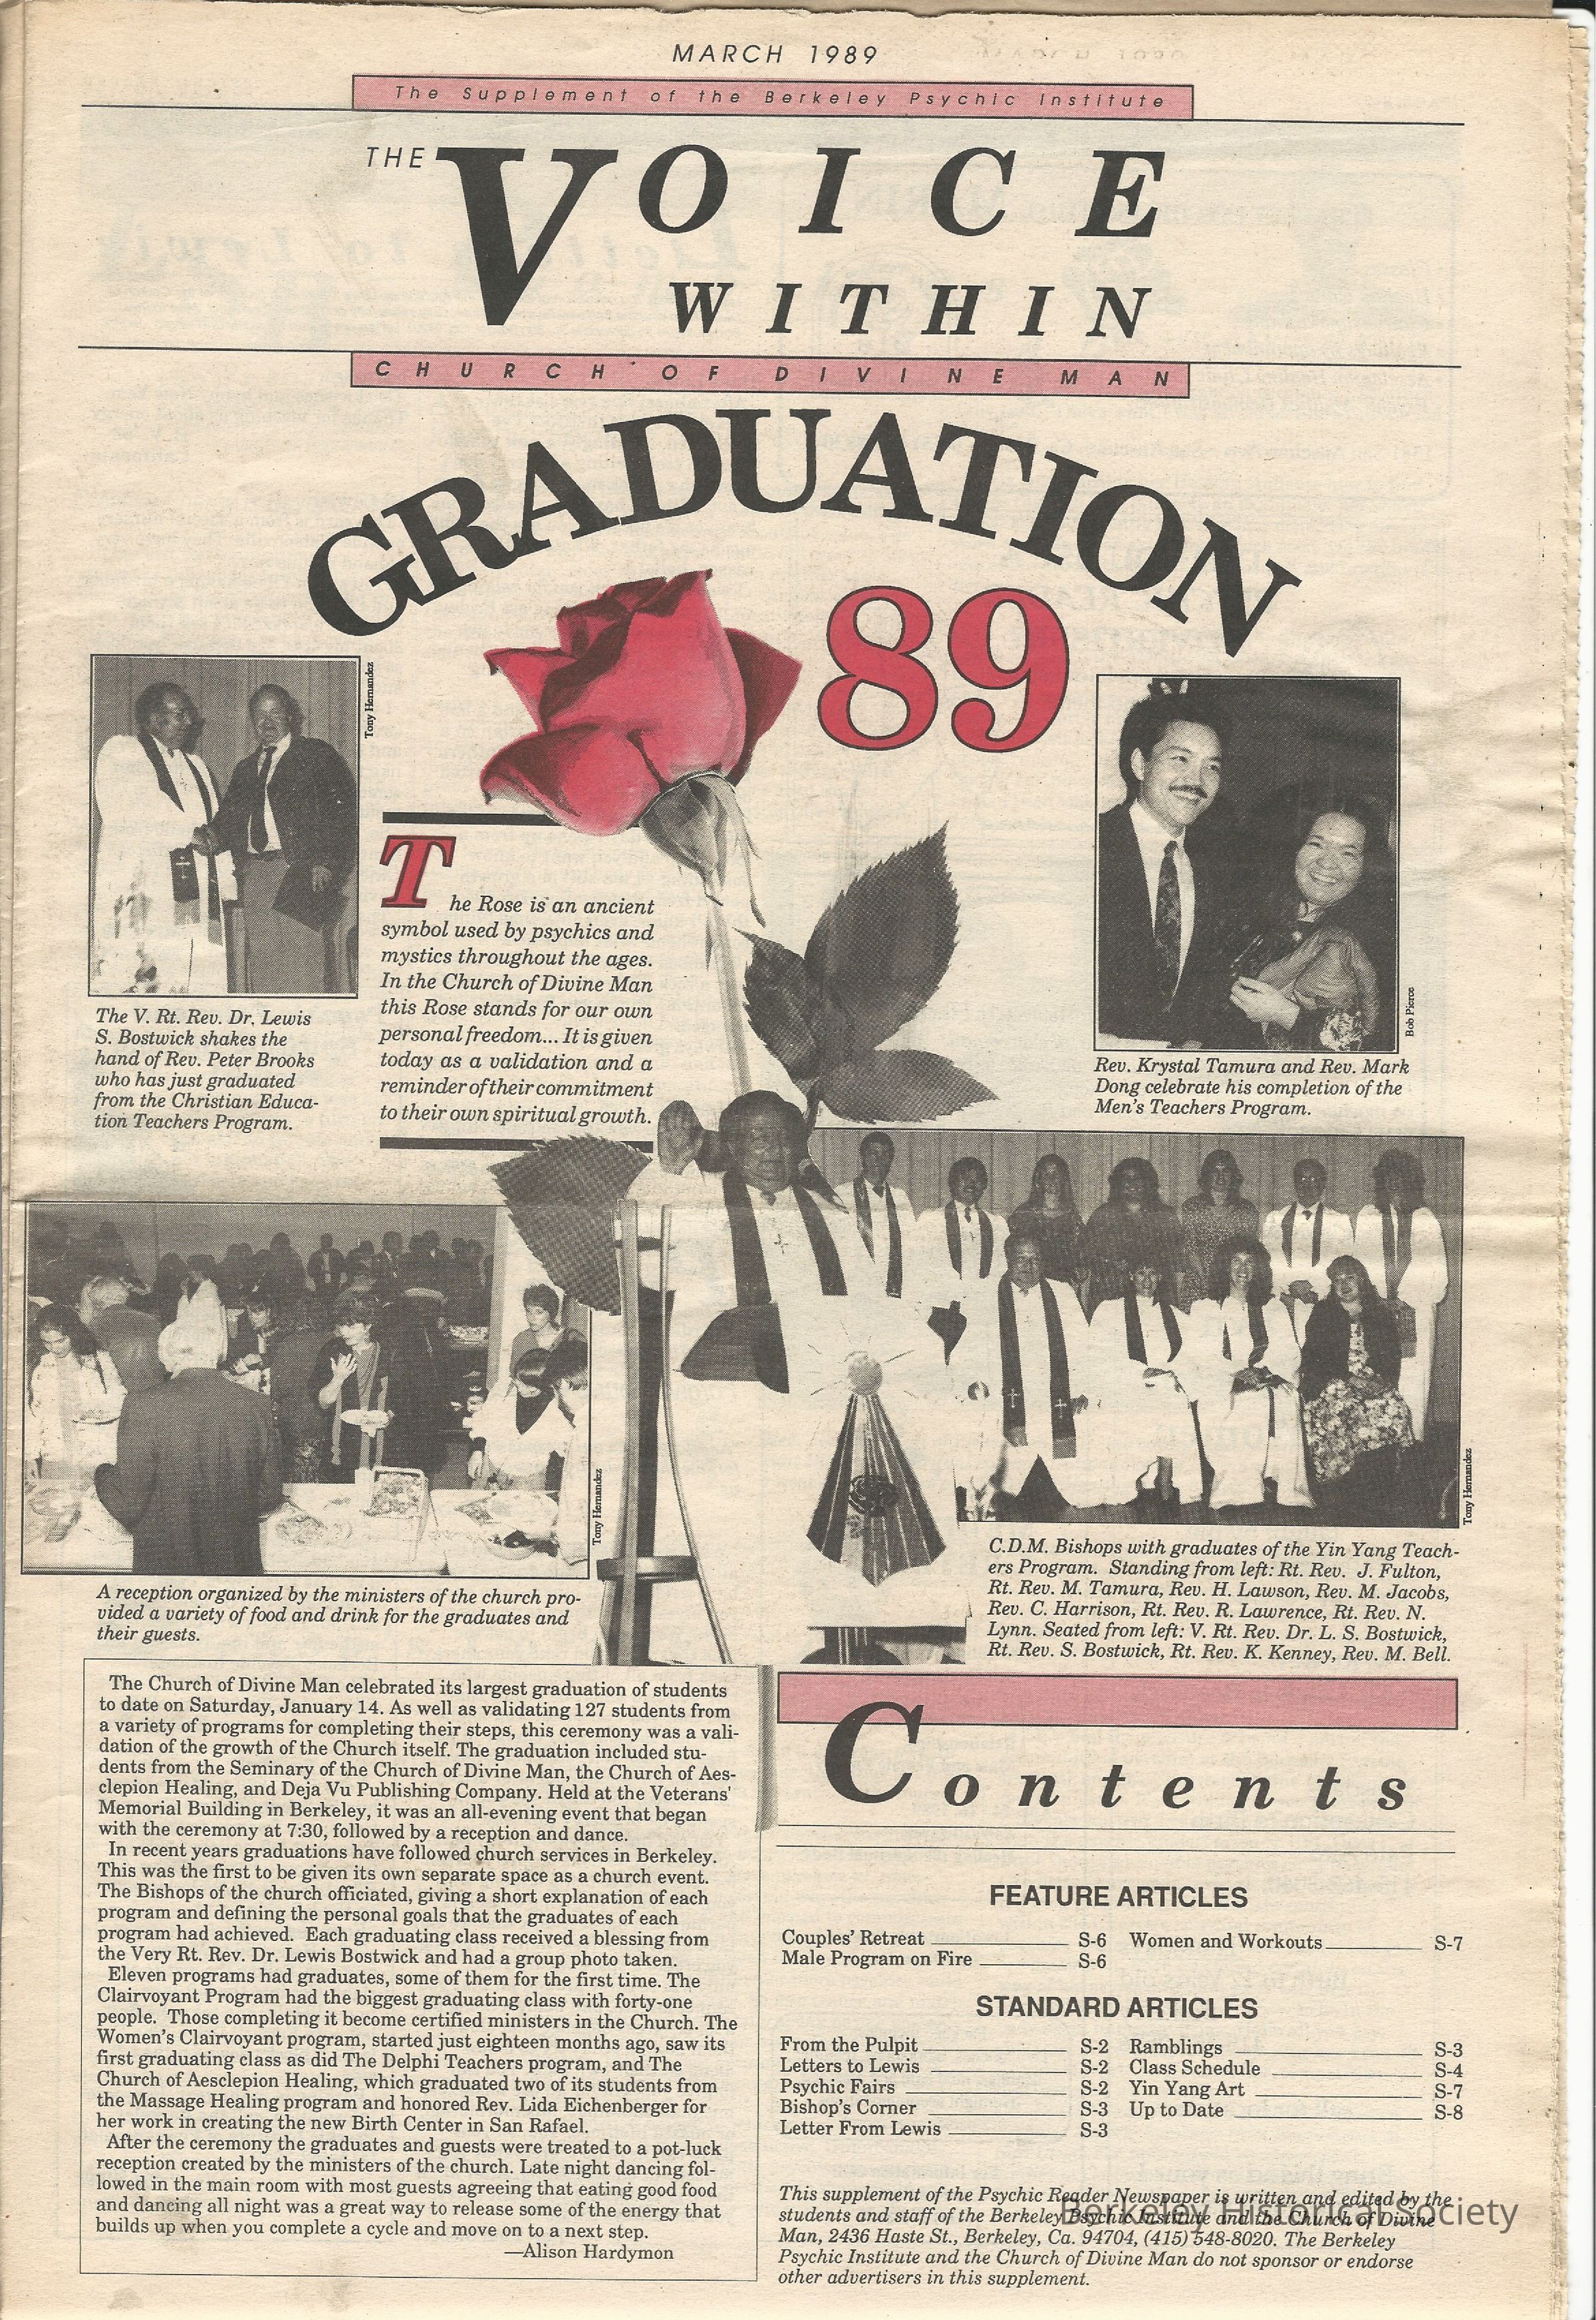 MARCH 1989
The Supplement of the Berkeley Psychic Institute
THE VOICE
WITHIN
CHURCH OF DIVINE MAN
GRADUATION
89
Tony Hernandez
The V. Rt. Rev. Dr. Lewis
S. Bostwick shakes the
hand of Rev. Peter Brooks
who has just graduated
from the Christian Educa-
tion Teachers Program.
The Rose is an ancient
symbol used by psychics and
mystics throughout the ages.
In the Church of Divine Man
this Rose stands for our own
personal freedom... It is given
today as a validation and a
reminder of their commitment
to their own spiritual growth.
Bob Pierce
Rev. Krystal Tamura and Rev. Mark
Dong celebrate his completion of the
Men's Teachers Program.
Tony Hernandez
A reception organized by the ministers of the church pro-
vided a variety of food and drink for the graduates and
their guests.
Tony Hernandez
C.D.M. Bishops with graduates of the Yin Yang Teach-
ers Program. Standing from left: Rt. Rev. J. Fulton,
Rt. Rev. M. Tamura, Rev. H. Lawson, Rev. M. Jacobs,
Rev. C. Harrison, Rt. Rev. R. Lawrence, Rt. Rev. N.
Lynn. Seated from left: V. Rt. Rev. Dr. L. S. Bostwick,
Rt. Rev. S. Bostwick, Rt. Rev. K. Kenney, Rev. M. Bell.
The Church of Divine Man celebrated its largest graduation of students
to date on Saturday, January 14. As well as validating 127 students from
a variety of programs for completing their steps, this ceremony was a vali-
dation of the growth of the Church itself. The graduation included stu-
dents from the Seminary of the Church of Divine Man, the Church of Aes-
clepion Healing, and Deja Vu Publishing Company. Held at the Veterans'
Memorial Building in Berkeley, it was an all-evening event that began
with the ceremony at 7:30, followed by a reception and dance.
In recent years graduations have followed church services in Berkeley.
This was the first to be given its own separate space as a church event.
The Bishops of the church officiated, giving a short explanation of each
program and defining the personal goals that the graduates of each
program had achieved. Each graduating class received a blessing from
the Very Rt. Rev. Dr. Lewis Bostwick and had a group photo taken.
Eleven programs had graduates, some of them for the first time. The
Clairvoyant Program had the biggest graduating class with forty-one
people. Those completing it become certified ministers in the Church. The
Women's Clairvoyant program, started just eighteen months ago, saw its
first graduating class as did The Delphi Teachers program, and The
Church of Aesclepion Healing, which graduated two of its students from
the Massage Healing program and honored Rev. Lida Eichenberger for
her work in creating the new Birth Center in San Rafael.
After the ceremony the graduates and guests were treated to a pot-luck
reception created by the ministers of the church. Late night dancing fol-
lowed in the main room with most guests agreeing that eating good food
and dancing all night was a great way to release some of the energy that
builds up when you complete a cycle and move on to a next step.
—Alison Hardymon
Contents
FEATURE ARTICLES
Couples' Retreat S-6
Male Program on Fire S-6
Women and Workouts S-7
STANDARD ARTICLES
From the Pulpit S-2
Letters to Lewis S-2
Psychic Fairs S-2
Bishop's Corner S-3
Letter From Lewis S-3
Ramblings S-3
Class Schedule S-4
Yin Yang Art S-7
Up to Date S-8
This supplement of the Psychic Reader Newspaper is written and edited by the
students and staff of the Berkeley Psychic Institute and the Church of Divine
Man, 2436 Haste St., Berkeley, Ca. 94704, (415) 548-8020. The Berkeley
Psychic Institute and the Church of Divine Man do not sponsor or endorse
other advertisers in this supplement.
Berkeley Historical Society